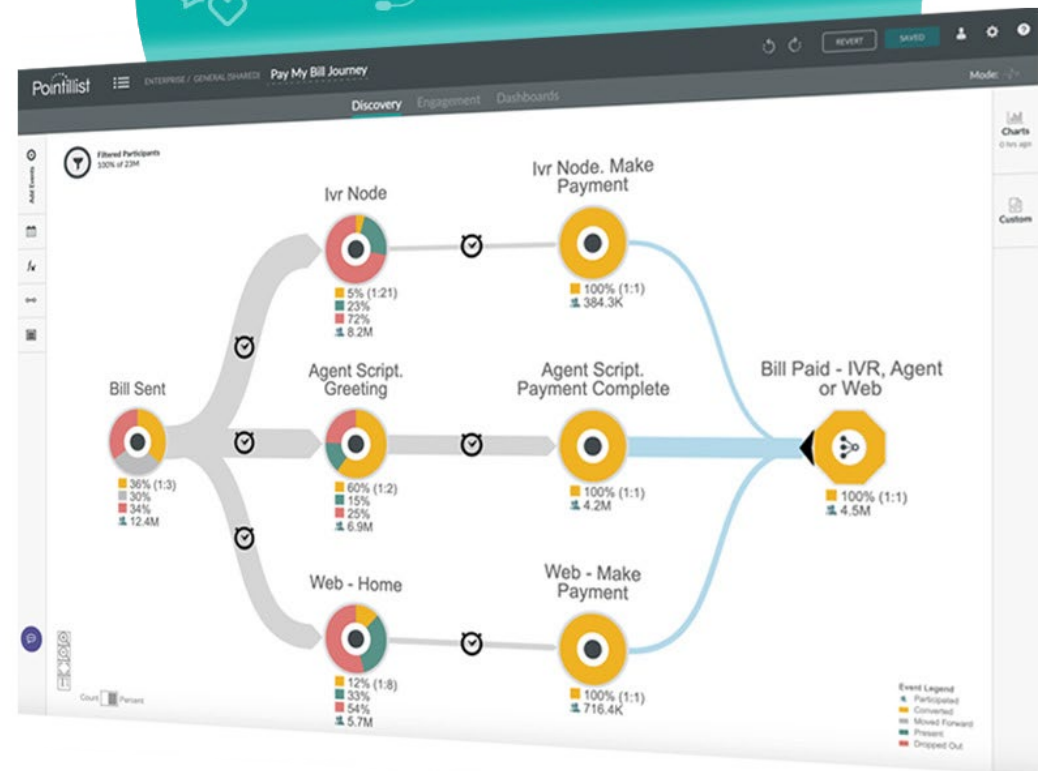 Pointillist
ENTERPRISE / GENERAL (SHARED)
Pay My Bill Journey
REVERT
SAVED
Discovery
Engagement
Dashboards
Mode:
Add Events
Filtered Participants
100% of 23M
Charts
0 hrs ago
Custom
Ivr Node
5% (1:21)
23%
72%
8.2M
Ivr Node. Make
Payment
100% (1:1)
384.3K
Bill Sent
36% (1:3)
30%
34%
12.4M
Agent Script.
Greeting
60% (1:2)
15%
25%
6.9M
Agent Script.
Payment Complete
100% (1:1)
4.2M
Bill Paid - IVR, Agent
or Web
100% (1:1)
4.5M
Web - Home
12% (1:8)
33%
54%
5.7M
Web - Make
Payment
100% (1:1)
716.4K
Count
Percent
Event Legend
Participated
Converted
Moved Forward
Present
Dropped Out